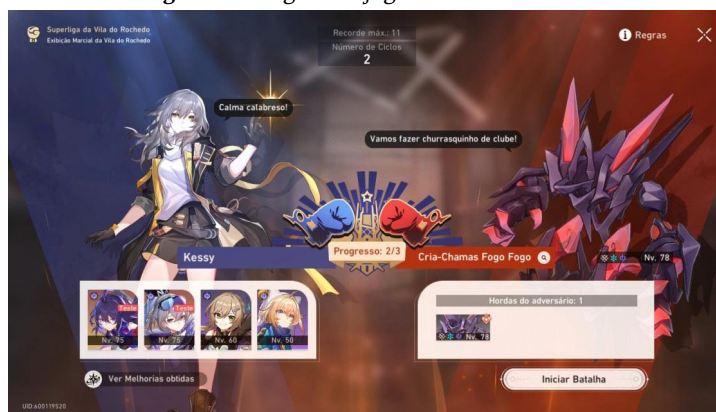 Superliga da Vila do Rochedo
Exibição Marcial da Vila do Rochedo
Recorde máx.: 11
Número de Ciclos
2
Regras
Calma calabreso!
Vamos fazer churrasquinho de clube!
Progresso: 2/3
Kessy
Cria-Chamas Fogo Fogo
Nv. 78
Teste
Teste
Nv. 75
Nv. 75
Nv. 60
Nv. 50
Hordas do adversário: 1
Nv. 78
Ver Melhorias obtidas
Iniciar Batalha
UID:600119520